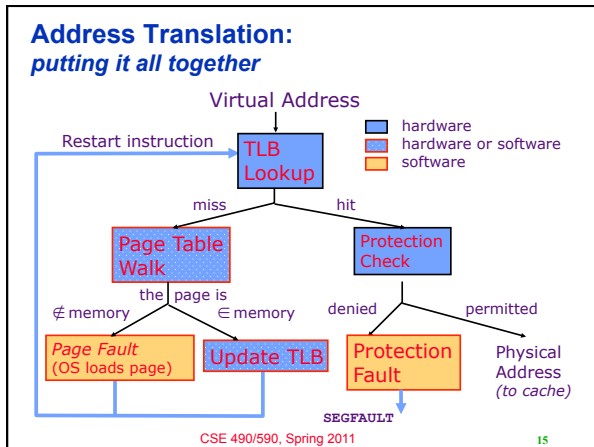 Address Translation:
putting it all together
Virtual Address
Restart instruction
hardware
hardware or software
software
TLB
Lookup
miss
hit
Page Table
Walk
Protection
Check
the page is
∉ memory
∈ memory
denied
permitted
Page Fault
(OS loads page)
Update TLB
Protection
Fault
Physical
Address
(to cache)
SEGFAULT
CSE 490/590, Spring 2011
15